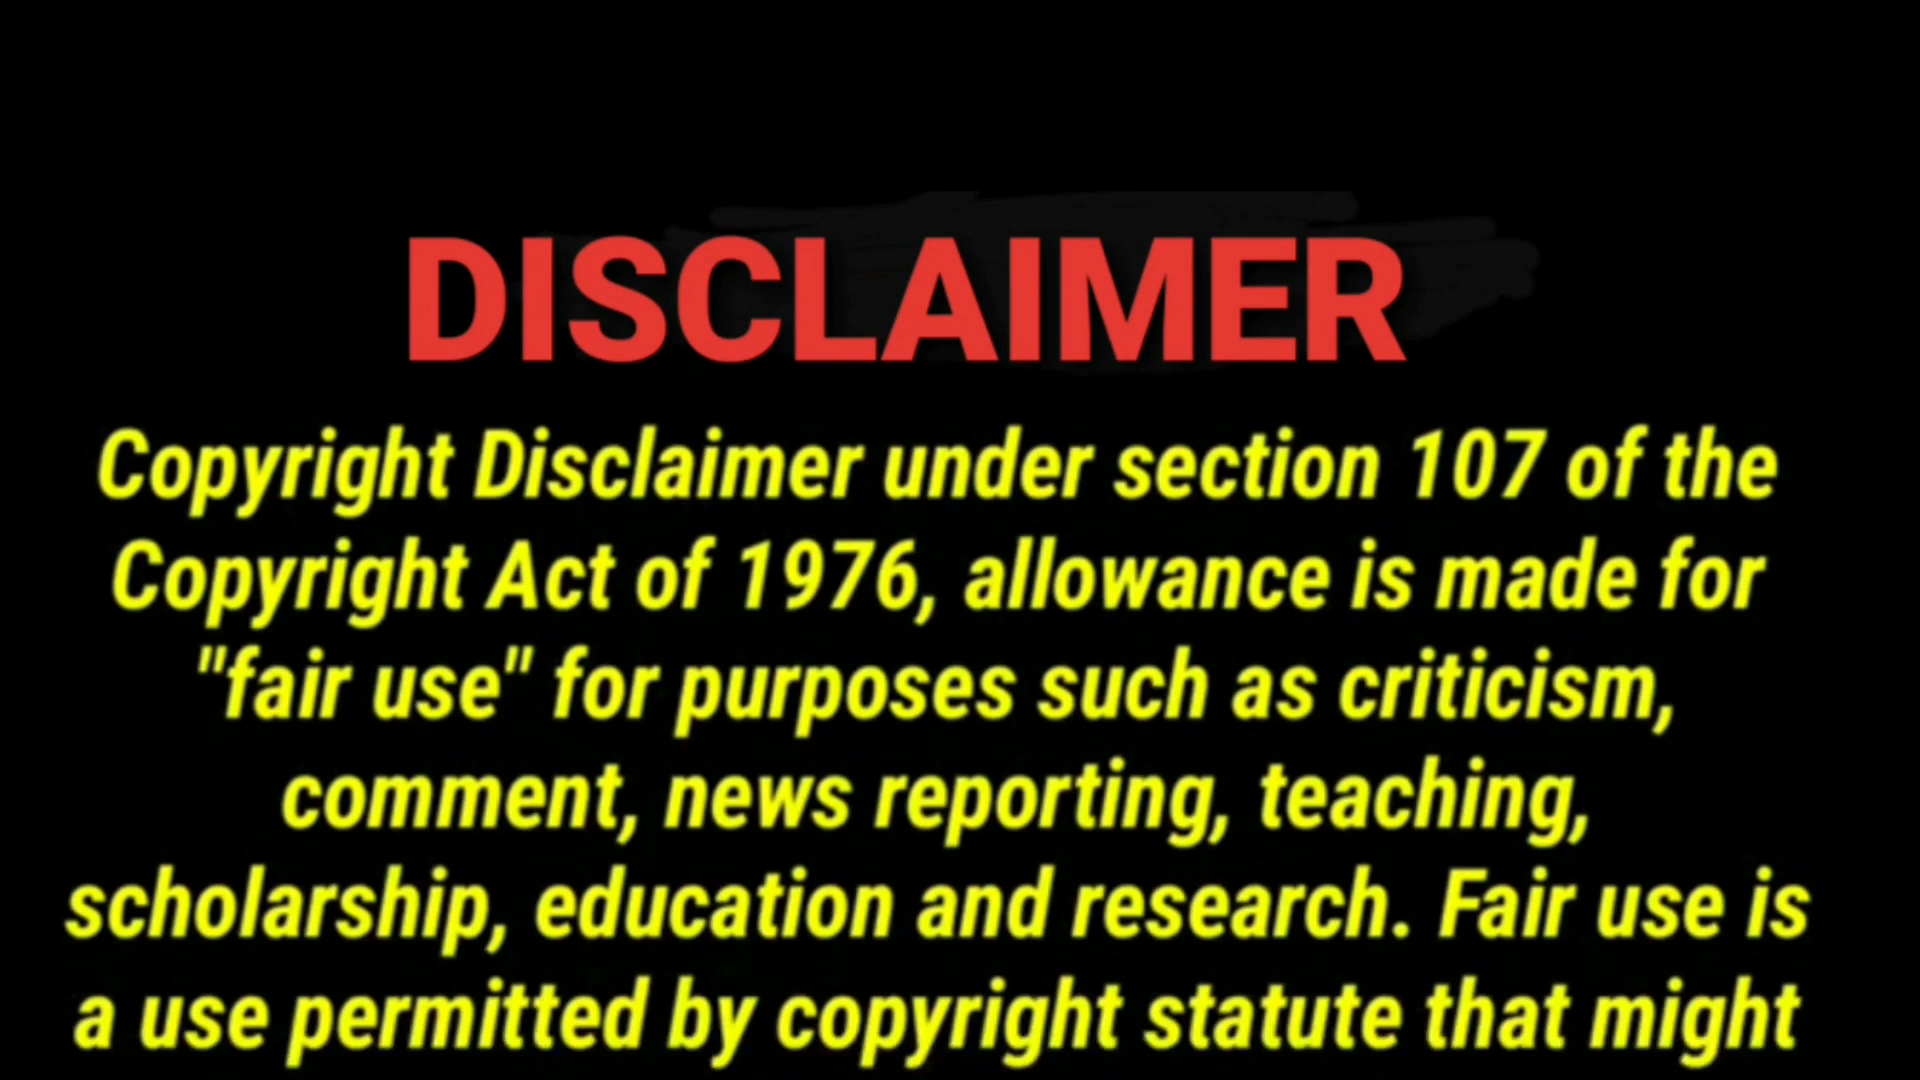 DISCLAIMER
Copyright Disclaimer under section 107 of the
Copyright Act of 1976, allowance is made for
"fair use" for purposes such as criticism,
comment, news reporting, teaching,
scholarship, education and research. Fair use is
a use permitted by copyright statute that might